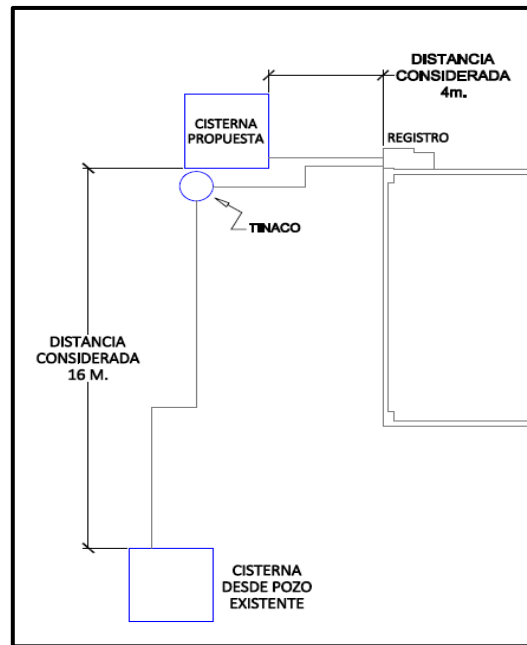 DISTANCIA
CONSIDERADA
4m.
CISTERNA
PROPUESTA
REGISTRO
TINACO
DISTANCIA
CONSIDERADA
16 M.
CISTERNA
DESDE POZO
EXISTENTE